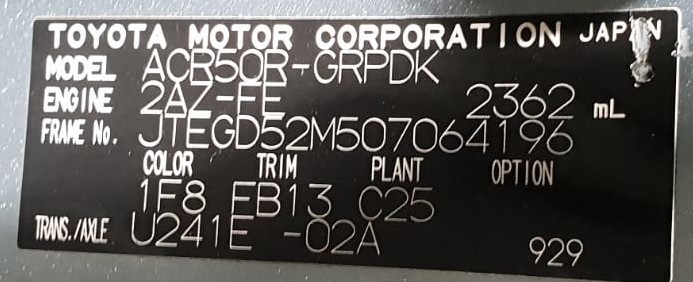 TOYOTA MOTOR CORPORATION JAPAN
MODEL ACR50R-GRPDK
ENGINE 2AZ-FE 2362 mL
FRAME No. JTEGD52M507064196
COLOR TRIM PLANT OPTION
1F8 FB13 C25
TRANS./AXLE U241E -02A 929